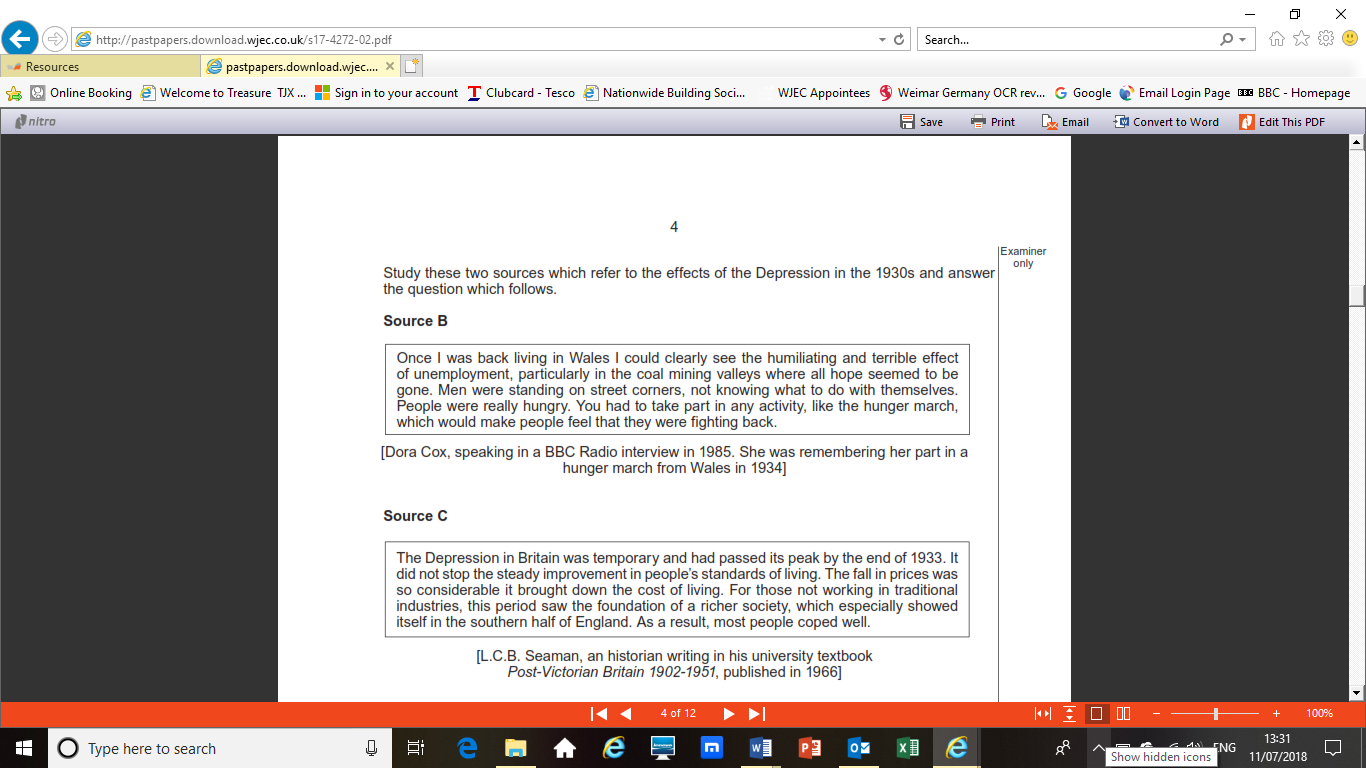 http://pastpapers.download.wjec.co.uk/s17-4272-02.pdf
Search...
Resources
pastpapers.download.wjec....
Online Booking
Welcome to Treasure TJX ...
Sign in to your account
Clubcard - Tesco
Nationwide Building Soci...
WJEC Appointees
Weimar Germany OCR rev...
Google
Email Login Page
BBC - Homepage
nitro
Save
Print
Email
Convert to Word
Edit This PDF
4
Examiner
only
Study these two sources which refer to the effects of the Depression in the 1930s and answer
the question which follows.
Source B
Once I was back living in Wales I could clearly see the humiliating and terrible effect
of unemployment, particularly in the coal mining valleys where all hope seemed to be
gone. Men were standing on street corners, not knowing what to do with themselves.
People were really hungry. You had to take part in any activity, like the hunger march,
which would make people feel that they were fighting back.
[Dora Cox, speaking in a BBC Radio interview in 1985. She was remembering her part in a
hunger march from Wales in 1934]
Source C
The Depression in Britain was temporary and had passed its peak by the end of 1933. It
did not stop the steady improvement in people's standards of living. The fall in prices was
so considerable it brought down the cost of living. For those not working in traditional
industries, this period saw the foundation of a richer society, which especially showed
itself in the southern half of England. As a result, most people coped well.
[L.C.B. Seaman, an historian writing in his university textbook
Post-Victorian Britain 1902-1951, published in 1966]
4 of 12
100%
Type here to search
ENG
13:31
11/07/2018
Show hidden icons